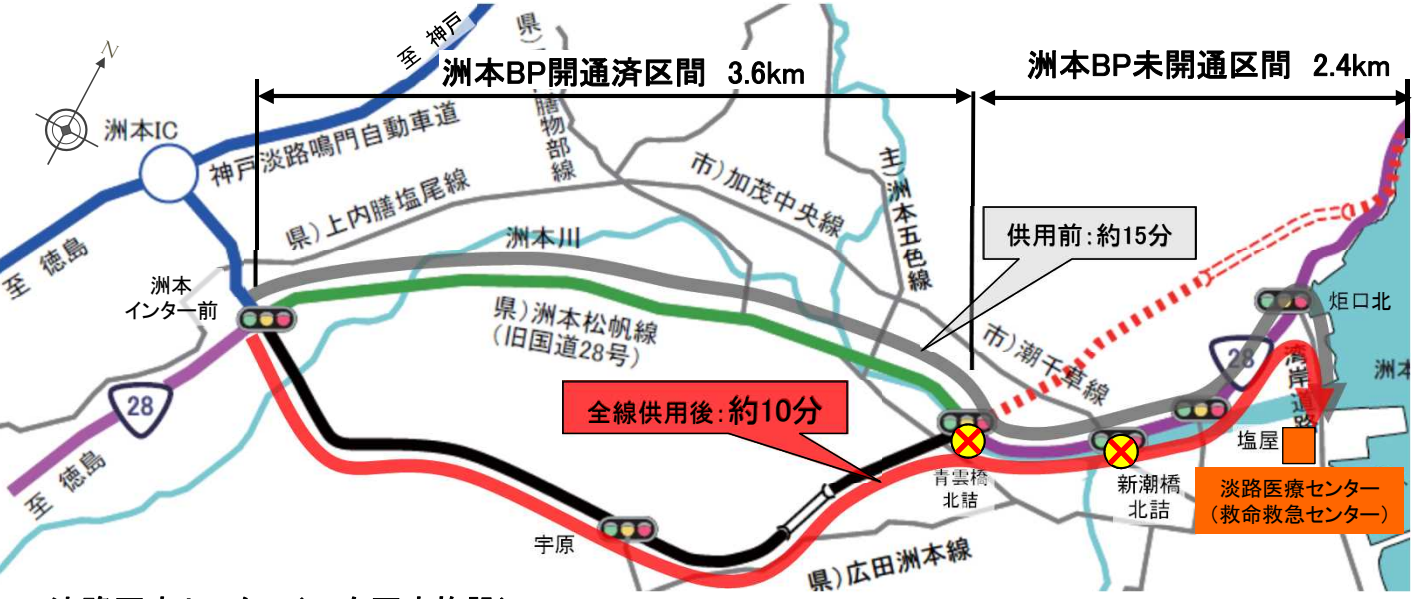 N
至 神戸
県)
膳物部線
洲本BP開通済区間 3.6km
洲本BP未開通区間 2.4km
洲本IC
神戸淡路鳴門自動車道
県)上内膳塩尾線
市)加茂中央線
主)洲本五色線
洲本川
供用前:約15分
至 徳島
洲本
インター前
県)洲本松帆線
(旧国道28号)
市)潮千草線
炬口北
28
湾岸道路
洲本
28
全線供用後:約10分
塩屋
至 徳島
青雲橋
北詰
新潮橋
北詰
淡路医療センター
(救命救急センター)
宇原
県)広田洲本線